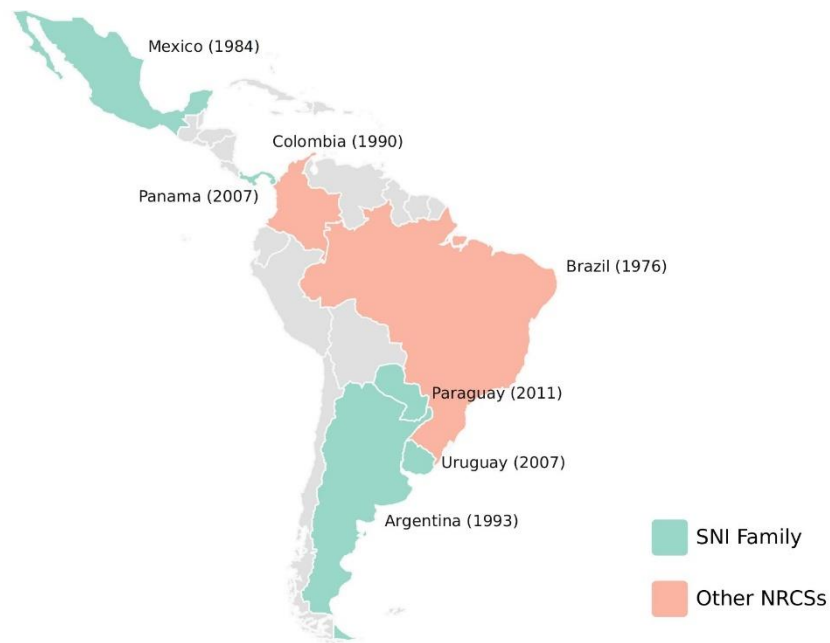 Mexico (1984)
Colombia (1990)
Panama (2007)
Brazil (1976)
Paraguay (2011)
Uruguay (2007)
Argentina (1993)
SNI Family
Other NRCSs